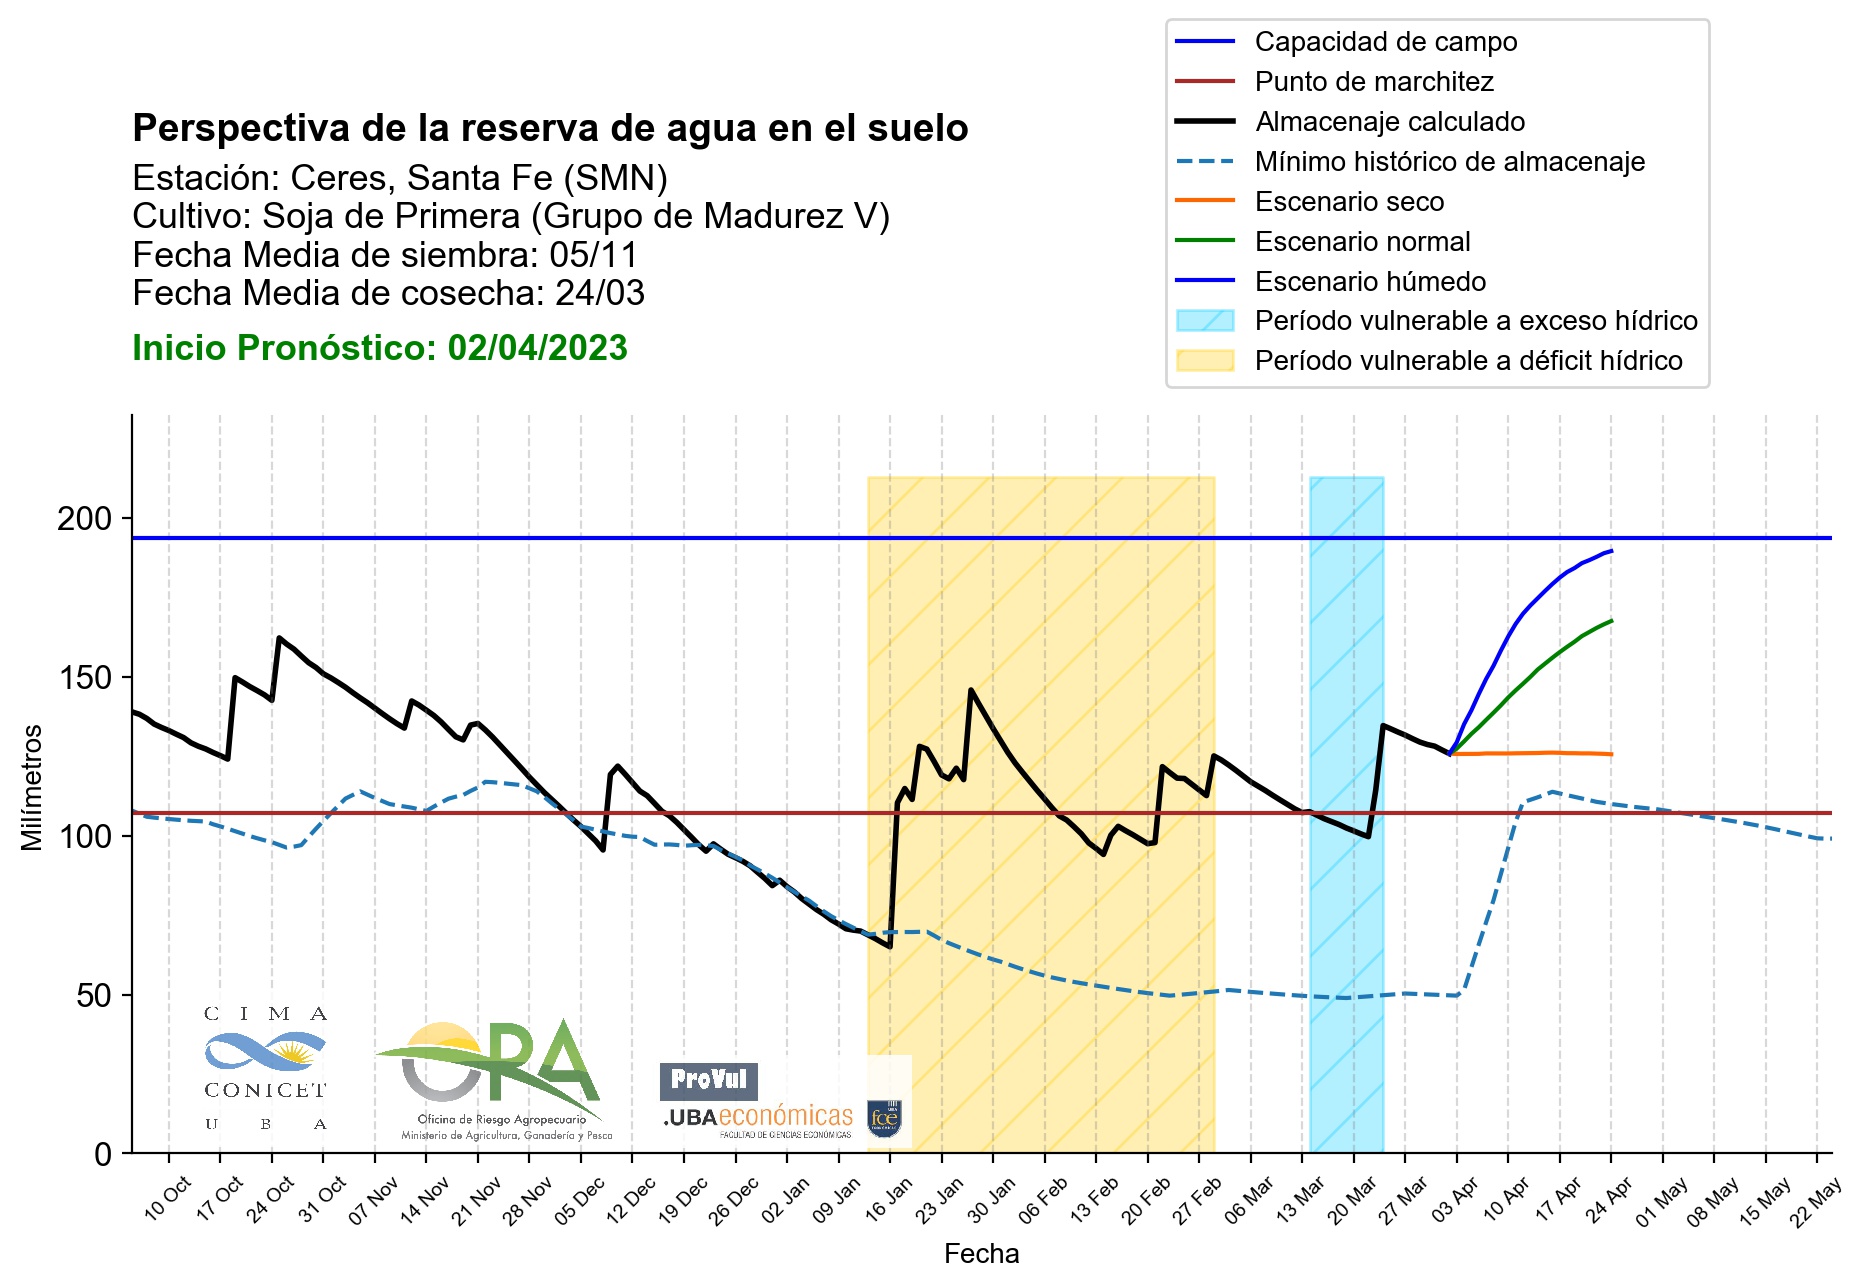 Capacidad de campo
Punto de marchitez
Almacenaje calculado
Mínimo histórico de almacenaje
Escenario seco
Escenario normal
Escenario húmedo
Período vulnerable a exceso hídrico
Período vulnerable a déficit hídrico
Perspectiva de la reserva de agua en el suelo
Estación: Ceres, Santa Fe (SMN)
Cultivo: Soja de Primera (Grupo de Madurez V)
Fecha Media de siembra: 05/11
Fecha Media de cosecha: 24/03
Inicio Pronóstico: 02/04/2023
200
150
100
50
0
Milímetros
C I M A
CONICET
U B A
ORA
Oficina de Riesgo Agropecuario
Ministerio de Agricultura, Ganadería y Pesca
ProVul
.UBAeconómicas
FACULTAD DE CIENCIAS ECONÓMICAS
fce
10 Oct 17 Oct 24 Oct 31 Oct 07 Nov 14 Nov 21 Nov 28 Nov 05 Dec 12 Dec 19 Dec 26 Dec 02 Jan 09 Jan 16 Jan 23 Jan 30 Jan 06 Feb 13 Feb 20 Feb 27 Feb 06 Mar 13 Mar 20 Mar 27 Mar 03 Apr 10 Apr 17 Apr 24 Apr 01 May 08 May 15 May 22 May
Fecha